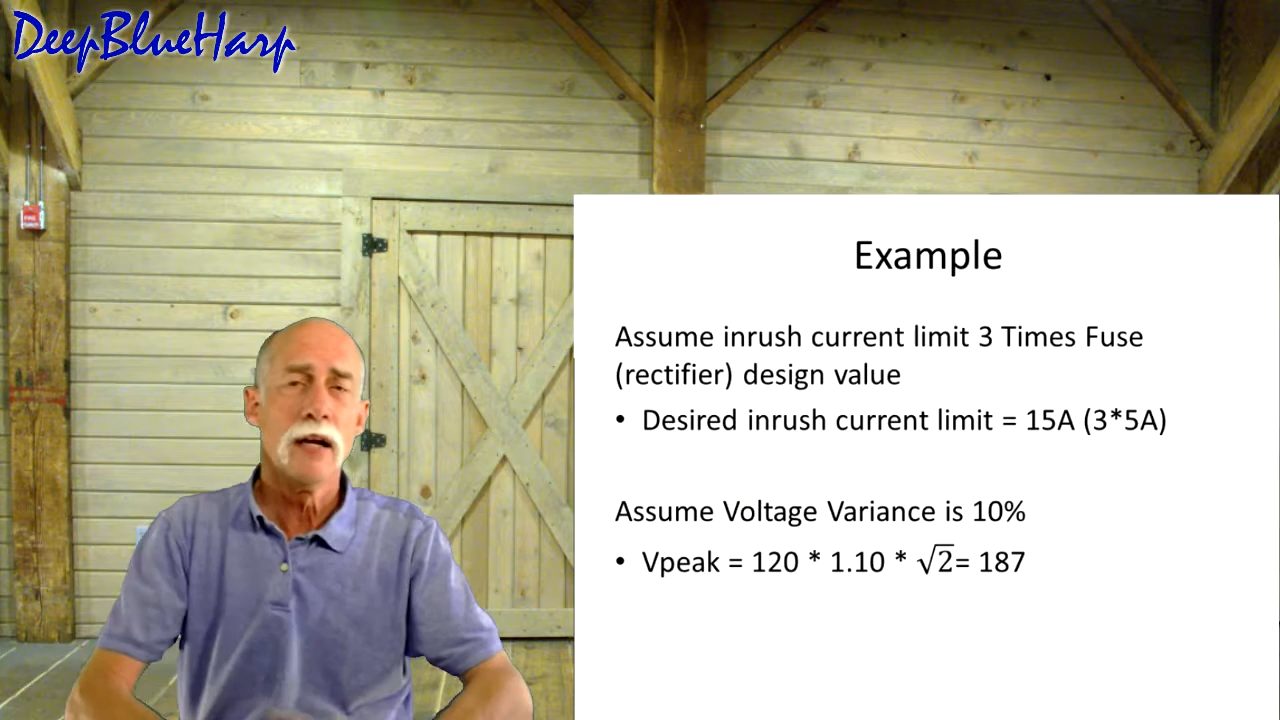 DeepBlueHarp
Example
Assume inrush current limit 3 Times Fuse
(rectifier) design value
• Desired inrush current limit = 15A (3*5A)
Assume Voltage Variance is 10%
• Vpeak = 120 * 1.10 * √2= 187